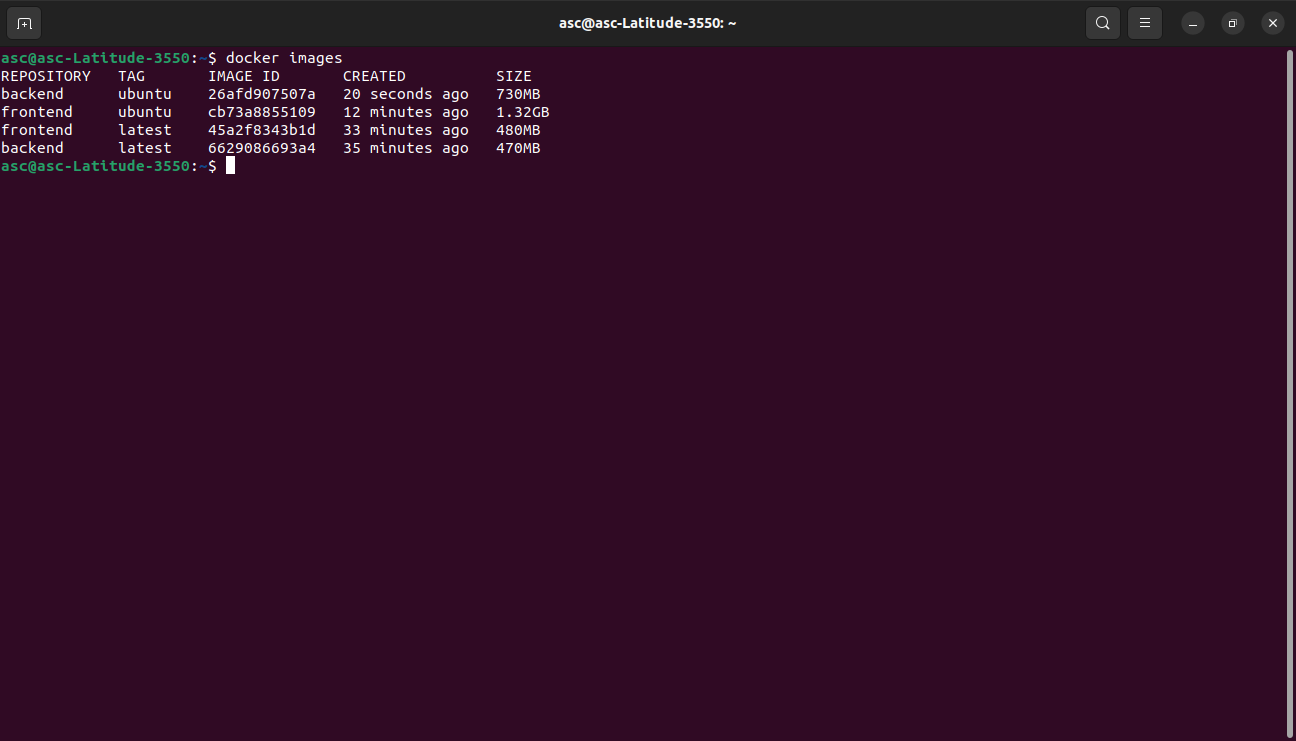 asc@asc-Latitude-3550: ~
asc@asc-Latitude-3550:~$ docker images
REPOSITORY   TAG       IMAGE ID       CREATED          SIZE
backend      ubuntu    26afd907507a   20 seconds ago   730MB
frontend     ubuntu    cb73a8855109   12 minutes ago   1.32GB
frontend     latest    45a2f8343b1d   33 minutes ago   480MB
backend      latest    6629086693a4   35 minutes ago   470MB
asc@asc-Latitude-3550:~$